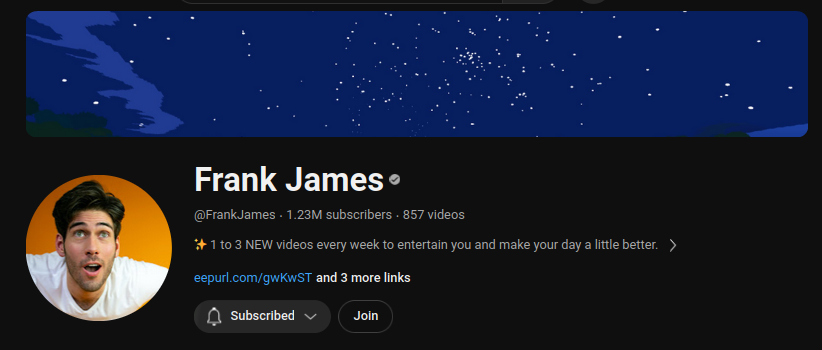 Frank James
@FrankJames · 1.23M subscribers · 857 videos
✨ 1 to 3 NEW videos every week to entertain you and make your day a little better.
eepurl.com/gwKwST and 3 more links
Subscribed Join